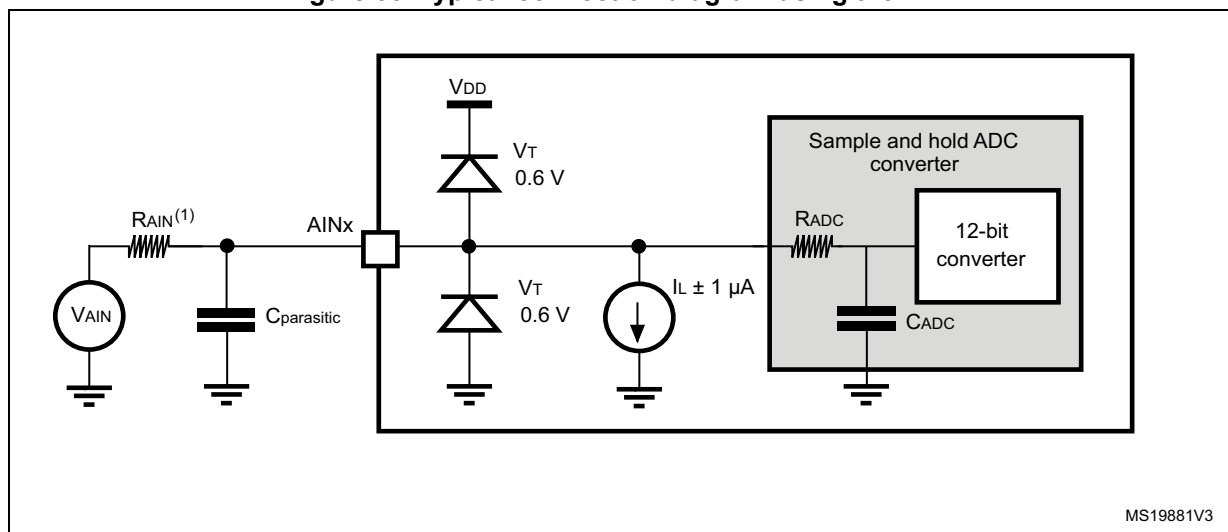 VDD
Sample and hold ADC
converter
VT
0.6 V
RAIN(1)
AINx
RADC
12-bit
converter
VT
0.6 V
IL ± 1 µA
VAIN
Cparasitic
CADC
MS19881V3